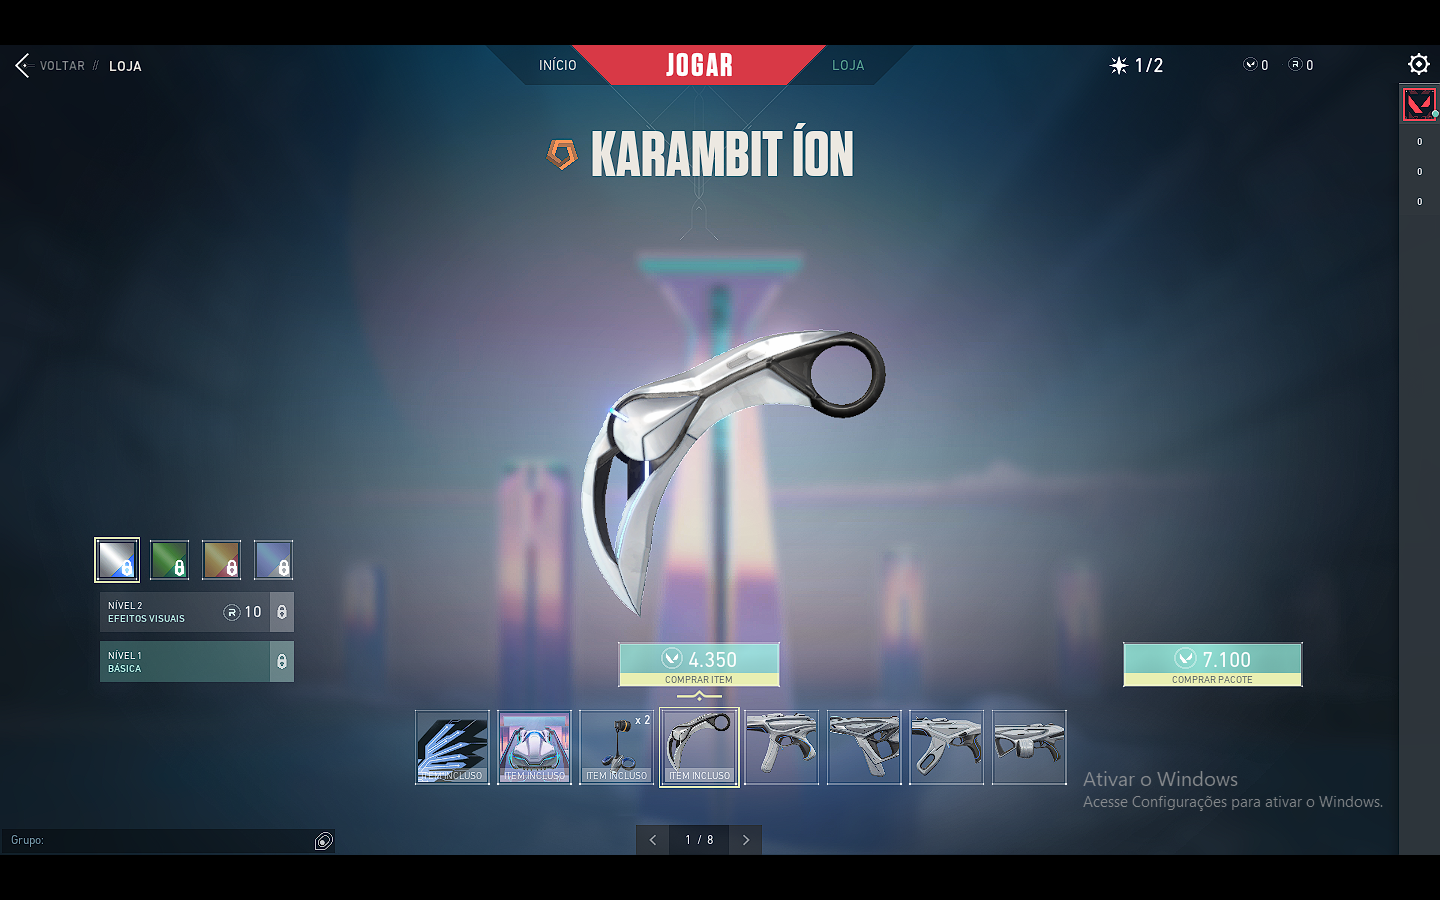 VOLTAR // LOJA
INÍCIO
JOGAR
LOJA
1/2
0
0
KARAMBIT ÍON
0
0
0
NÍVEL 2
EFEITOS VISUAIS
R 10
NÍVEL 1
BÁSICA
4.350
COMPRAR ITEM
7.100
COMPRAR PACOTE
ITEM INCLUSO
ITEM INCLUSO
x 2
ITEM INCLUSO
ITEM INCLUSO
Ativar o Windows
Acesse Configurações para ativar o Windows.
Grupo:
< 1 / 8 >